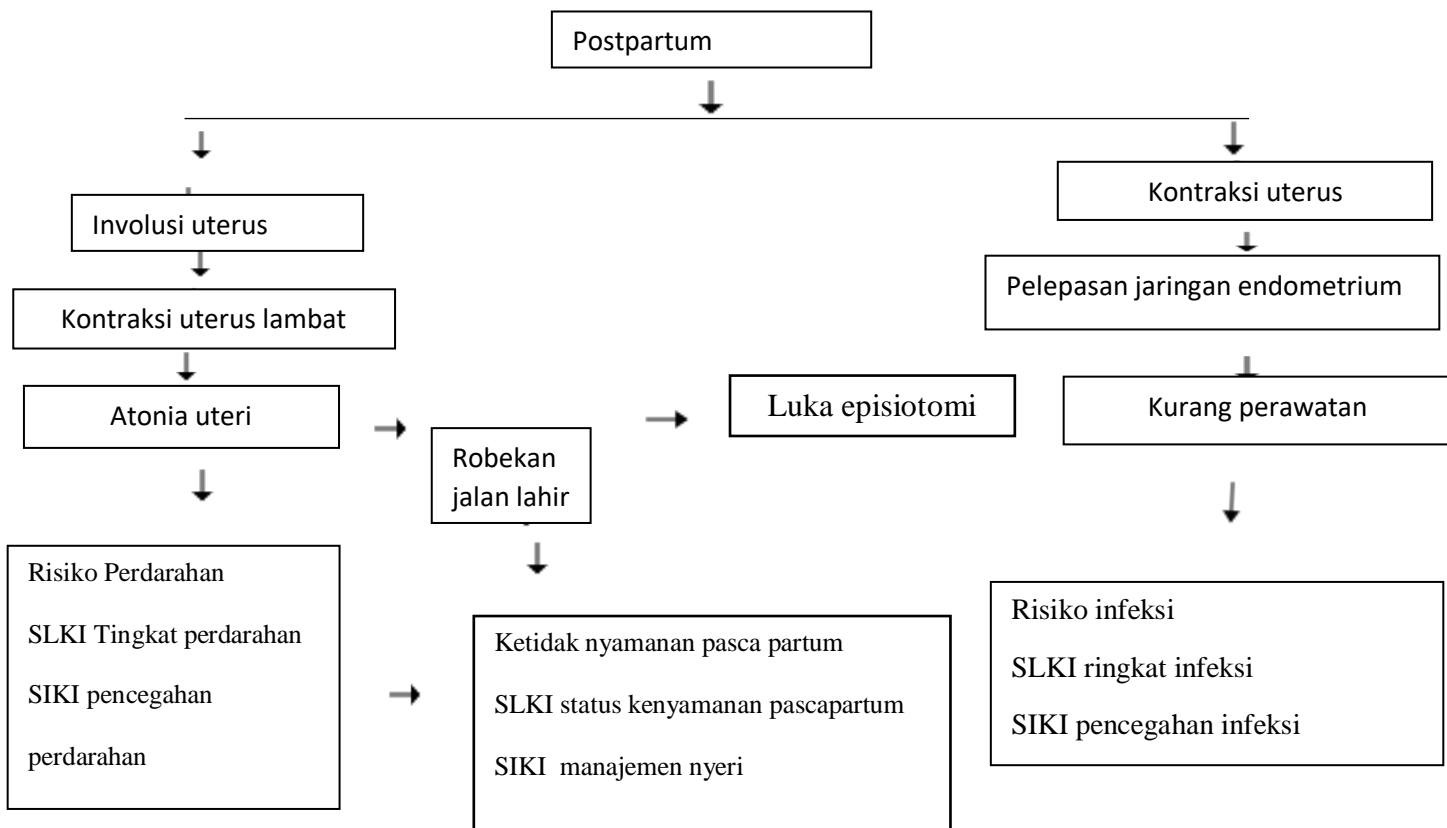 Postpartum
Involusi uterus
Kontraksi uterus
Kontraksi uterus lambat
Pelepasan jaringan endometrium
Atonia uteri
Robekan
jalan lahir
Luka episiotomi
Kurang perawatan
Risiko Perdarahan
SLKI Tingkat perdarahan
SIKI pencegahan
perdarahan
Ketidak nyamanan pasca partum
SLKI status kenyamanan pascapartum
SIKI manajemen nyeri
Risiko infeksi
SLKI ringkat infeksi
SIKI pencegahan infeksi